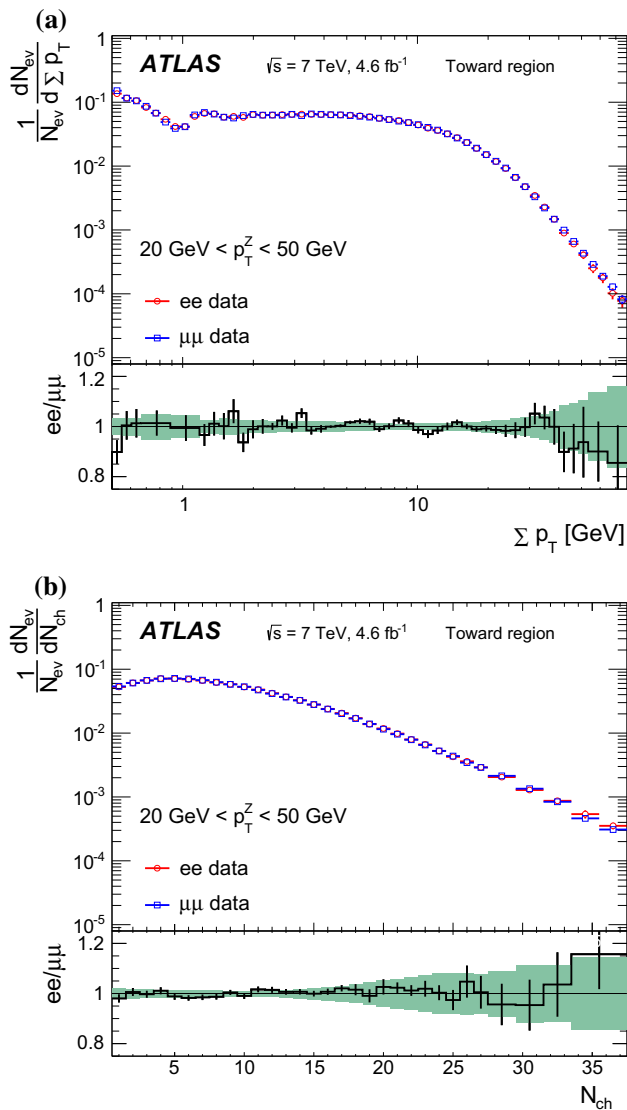 (a)
1/N_ev dN_ev/d Σ p_T
ATLAS √s = 7 TeV, 4.6 fb⁻¹ Toward region
1
10⁻¹
10⁻²
10⁻³
20 GeV < p_T^Z < 50 GeV
10⁻⁴
ee data
μμ data
10⁻⁵
ee/μμ
1.2
1
0.8
1 10
Σ p_T [GeV]
(b)
1/N_ev dN_ev/dN_ch
ATLAS √s = 7 TeV, 4.6 fb⁻¹ Toward region
1
10⁻¹
10⁻²
10⁻³
20 GeV < p_T^Z < 50 GeV
10⁻⁴
ee data
μμ data
10⁻⁵
ee/μμ
1.2
1
0.8
5 10 15 20 25 30 35
N_ch